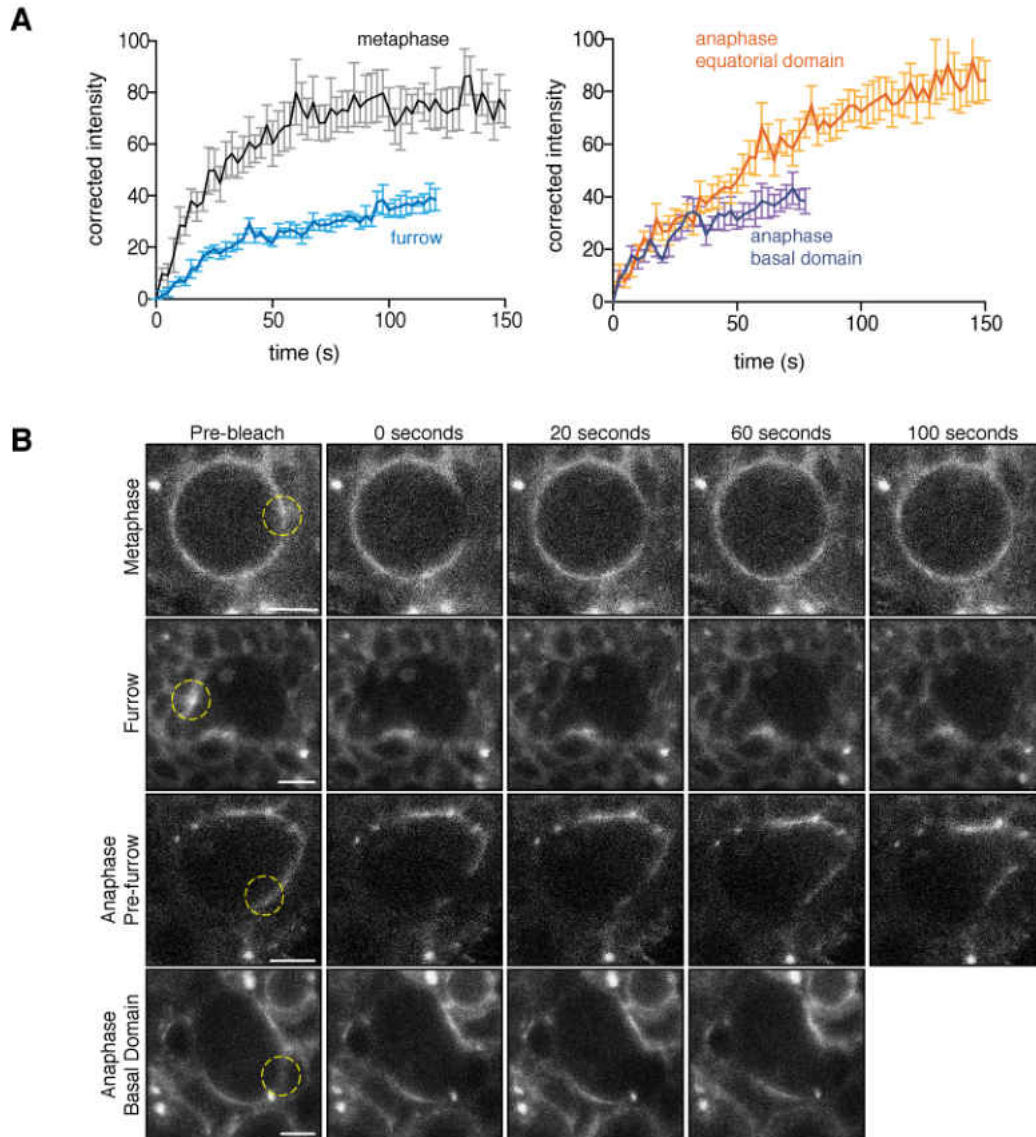 A
corrected intensity
100
80
60
40
20
0
metaphase
furrow
0
50
100
150
time (s)
corrected intensity
100
80
60
40
20
0
anaphase
equatorial domain
anaphase
basal domain
0
50
100
150
time (s)
B
Pre-bleach
0 seconds
20 seconds
60 seconds
100 seconds
Metaphase
Furrow
Anaphase
Pre-furrow
Anaphase
Basal Domain